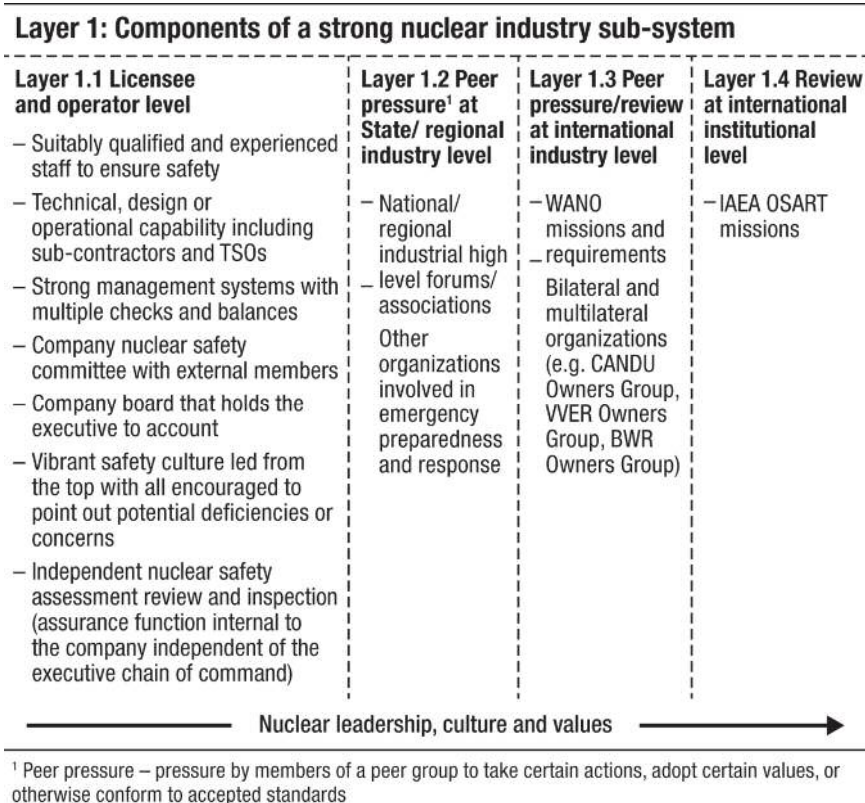 Layer 1: Components of a strong nuclear industry sub-system
Layer 1.1 Licensee
and operator level
– Suitably qualified and experienced
staff to ensure safety
– Technical, design or
operational capability including
sub-contractors and TSOs
– Strong management systems with
multiple checks and balances
– Company nuclear safety
committee with external members
– Company board that holds the
executive to account
– Vibrant safety culture led from
the top with all encouraged to
point out potential deficiencies or
concerns
– Independent nuclear safety
assessment review and inspection
(assurance function internal to
the company independent of the
executive chain of command)
Layer 1.2 Peer
pressure¹ at
State/ regional
industry level
– National/
regional
industrial high
– level forums/
associations
Other
organizations
involved in
emergency
preparedness
and response
Layer 1.3 Peer
pressure/review
at international
industry level
– WANO
missions and
– requirements
Bilateral and
multilateral
organizations
(e.g. CANDU
Owners Group,
VVER Owners
Group, BWR
Owners Group)
Layer 1.4 Review
at international
institutional
level
– IAEA OSART
missions
Nuclear leadership, culture and values
¹ Peer pressure – pressure by members of a peer group to take certain actions, adopt certain values, or
otherwise conform to accepted standards